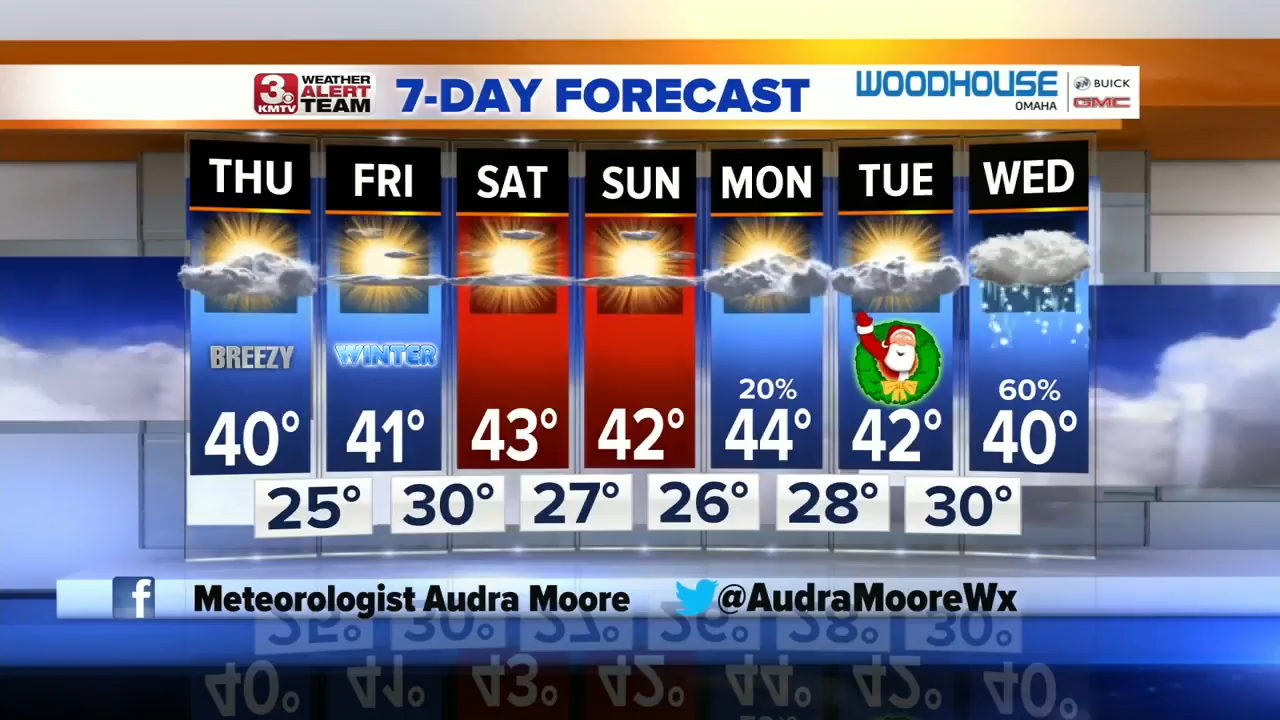 3 KMTV WEATHER ALERT TEAM 7-DAY FORECAST WOODHOUSE OMAHA BUICK GMC
THU FRI SAT SUN MON TUE WED
BREEZY WINTER
20% 60%
40° 41° 43° 42° 44° 42° 40°
25° 30° 27° 26° 28° 30°
f Meteorologist Audra Moore @AudraMooreWx